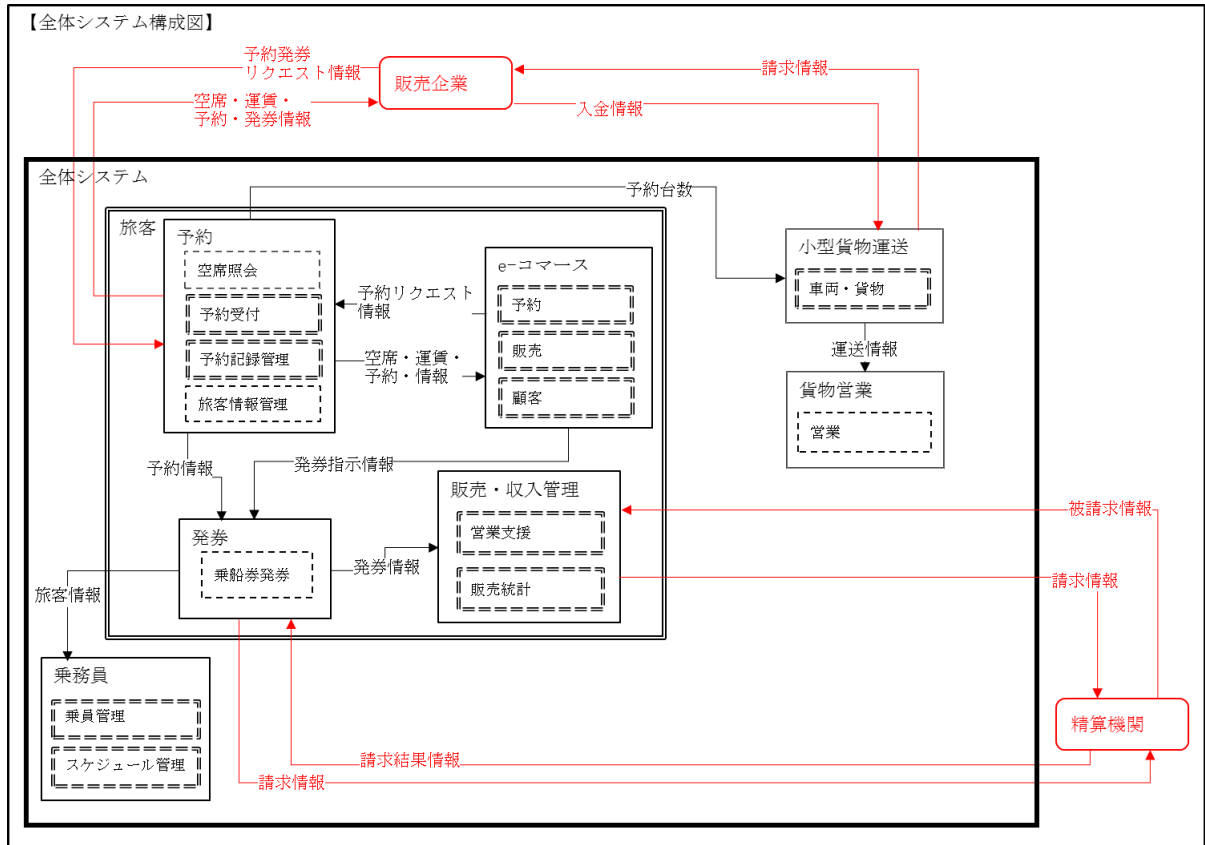 【全体システム構成図】
予約発券
リクエスト情報
販売企業
請求情報
空席・運賃・
予約・発券情報
入金情報
全体システム
予約台数
旅客
予約
空席照会
予約受付
予約記録管理
旅客情報管理
予約リクエスト
情報
空席・運賃・
予約・情報
e-コマース
予約
販売
顧客
小型貨物運送
車両・貨物
運送情報
貨物営業
営業
予約情報
発券指示情報
販売・収入管理
営業支援
販売統計
被請求情報
請求情報
発券
乗船券発券
発券情報
旅客情報
乗務員
乗員管理
スケジュール管理
精算機関
請求結果情報
請求情報